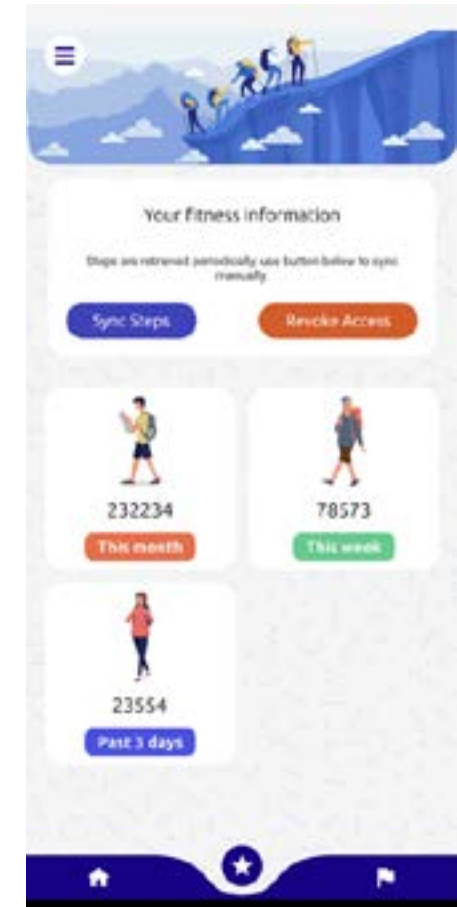 Your fitness information
Steps are retrieved periodically, use button below to sync
manually.
Sync Steps
Revoke Access
232234
This month
78573
This week
23554
Past 3 days